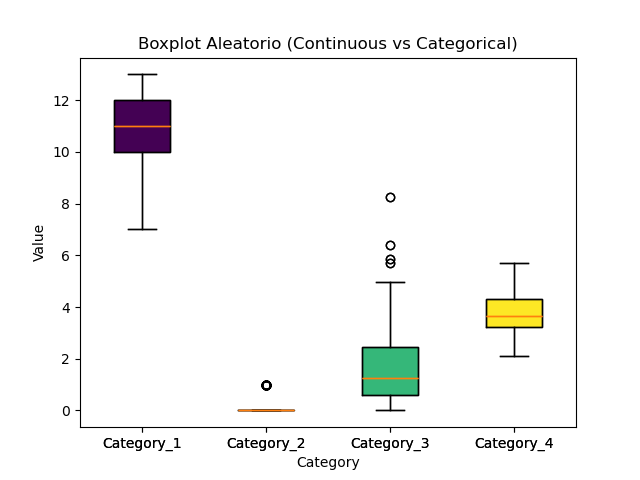 Boxplot Aleatorio (Continuous vs Categorical)
12
10
8
6
4
2
0
Value
Category_1 Category_2 Category_3 Category_4
Category